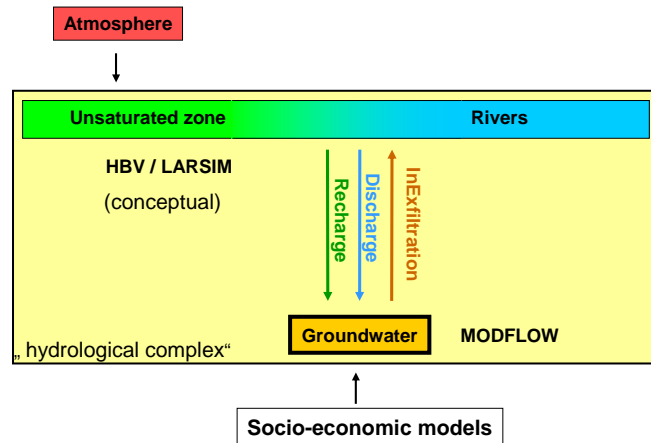 Atmosphere
Unsaturated zone
Rivers
HBV / LARSIM
(conceptual)
Recharge
Discharge
InExfiltration
Groundwater
MODFLOW
„ hydrological complex“
Socio-economic models